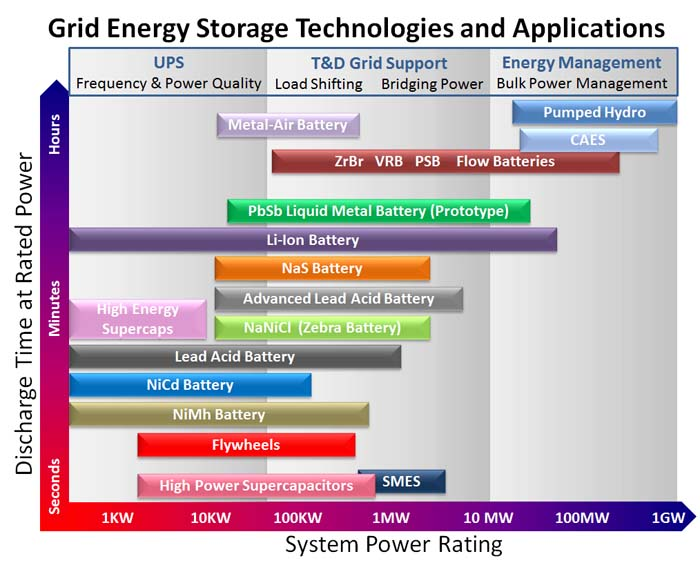 Grid Energy Storage Technologies and Applications
UPS
Frequency & Power Quality
T&D Grid Support
Load Shifting Bridging Power
Energy Management
Bulk Power Management
Discharge Time at Rated Power
Hours
Minutes
Seconds
Pumped Hydro
Metal-Air Battery
CAES
ZrBr VRB PSB Flow Batteries
PbSb Liquid Metal Battery (Prototype)
Li-Ion Battery
NaS Battery
Advanced Lead Acid Battery
High Energy
Supercaps
NaNiCl (Zebra Battery)
Lead Acid Battery
NiCd Battery
NiMh Battery
Flywheels
High Power Supercapacitors
SMES
1KW 10KW 100KW 1MW 10 MW 100MW 1GW
System Power Rating